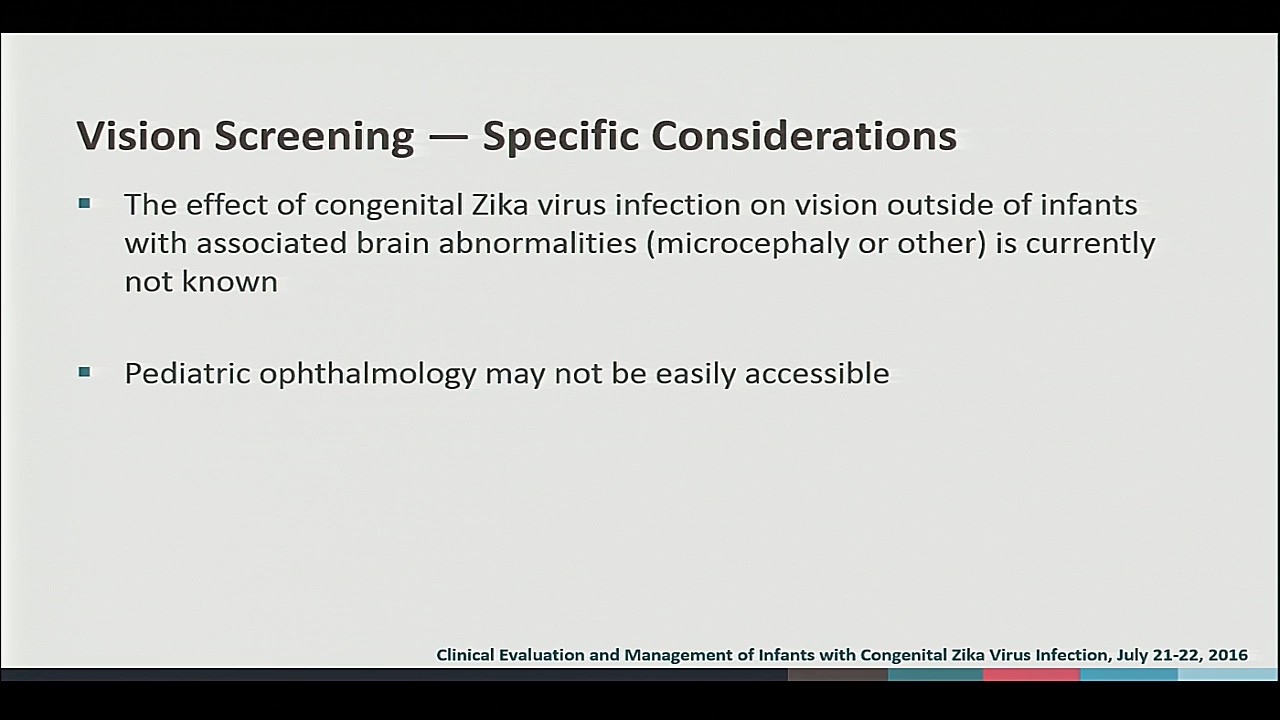 Vision Screening — Specific Considerations
▪ The effect of congenital Zika virus infection on vision outside of infants
with associated brain abnormalities (microcephaly or other) is currently
not known
▪ Pediatric ophthalmology may not be easily accessible
Clinical Evaluation and Management of Infants with Congenital Zika Virus Infection, July 21-22, 2016